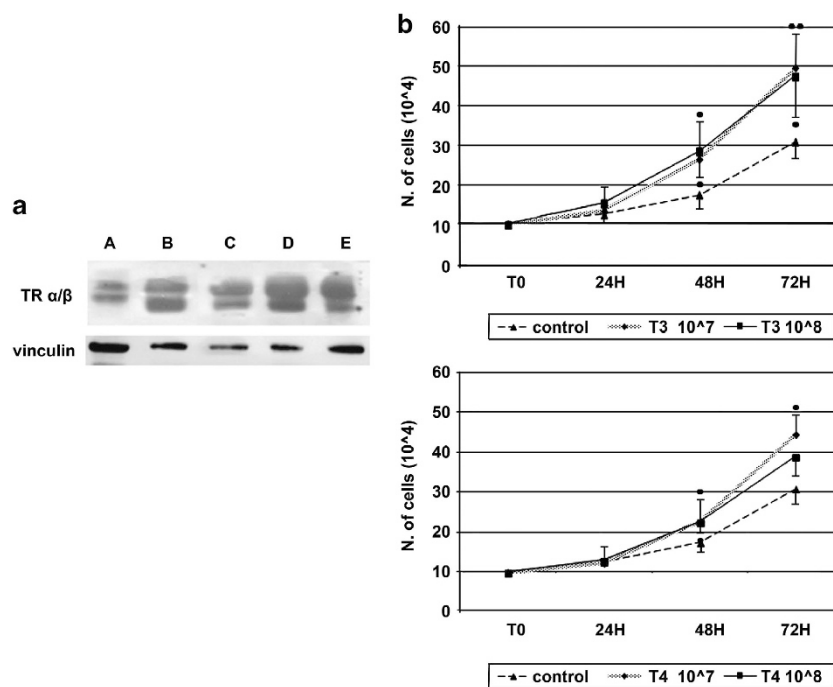 a
A B C D E
TR α/β
vinculin
b
N. of cells (10^4)
60
50
40
30
20
10
0
T0 24H 48H 72H
control T3 10^7 T3 10^8
N. of cells (10^4)
60
50
40
30
20
10
0
T0 24H 48H 72H
control T4 10^7 T4 10^8